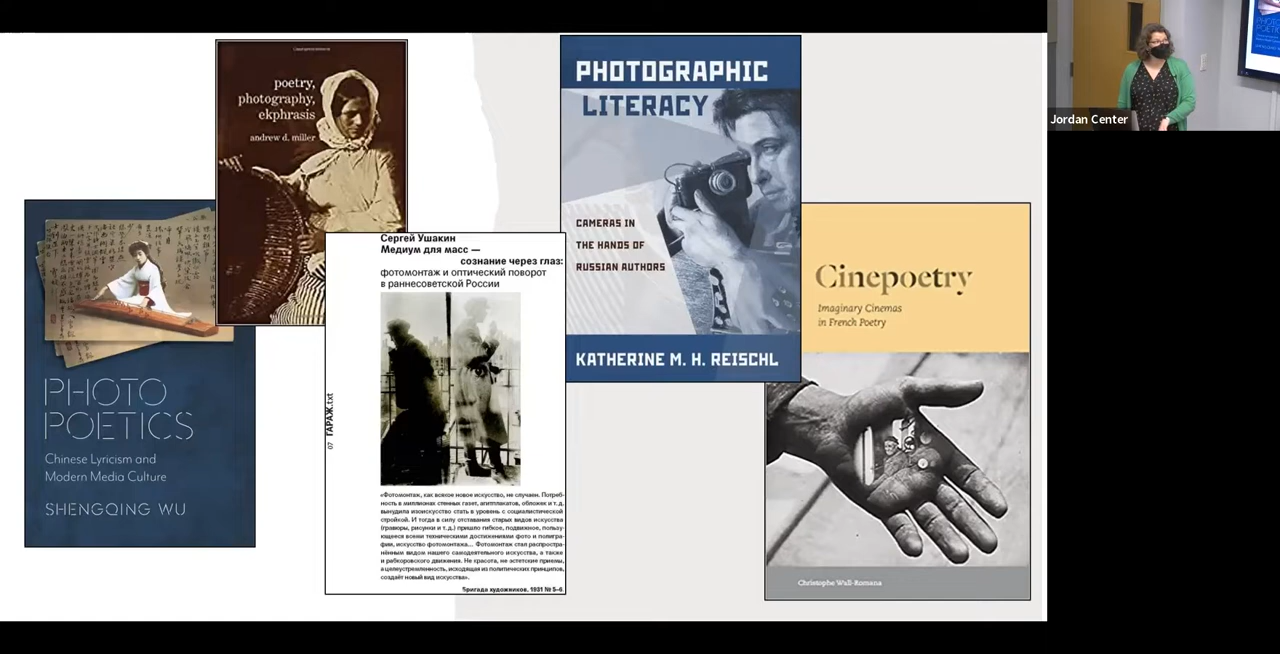 poetry,
photography,
ekphrasis
andrew d. miller
PHOTO
POETICS
Chinese Lyricism and
Modern Media Culture
SHENGQING WU
07 ГАРАЖ.txt
Сергей Ушакин
Медиум для масс —
сознание через глаз:
фотомонтаж и оптический поворот
в раннесоветской России
«Фотомонтаж, как всякое новое искусство, не случаен. Потреб-
ность в миллионах стенных газет, агитплакатов, обложек и т. д.
вынудила изоискусство стать в уровень с социалистической
стройкой. И тогда в силу отставания старых видов искусства
(гравюры, рисунки и т. д.) пришло гибкое, подвижное, пользу-
ющееся всеми техническими достижениями фото и полигра-
фии, искусство фотомонтажа... Фотомонтаж стал распростра-
нённым видом нашего самодеятельного искусства, а также
и рабкоровского движения. Не красота, не эстетские приемы,
а целеустремленность, исходящая из политических принципов,
создаёт новый вид искусства».
Бригада художников. 1931 № 5–6.
PHOTOGRAPHIC
LITERACY
CAMERAS IN
THE HANDS OF
RUSSIAN AUTHORS
KATHERINE M. H. REISCHL
Cinepoetry
Imaginary Cinemas
in French Poetry
Christophe Wall-Romana
PHOTO
POETICS
Jordan Center